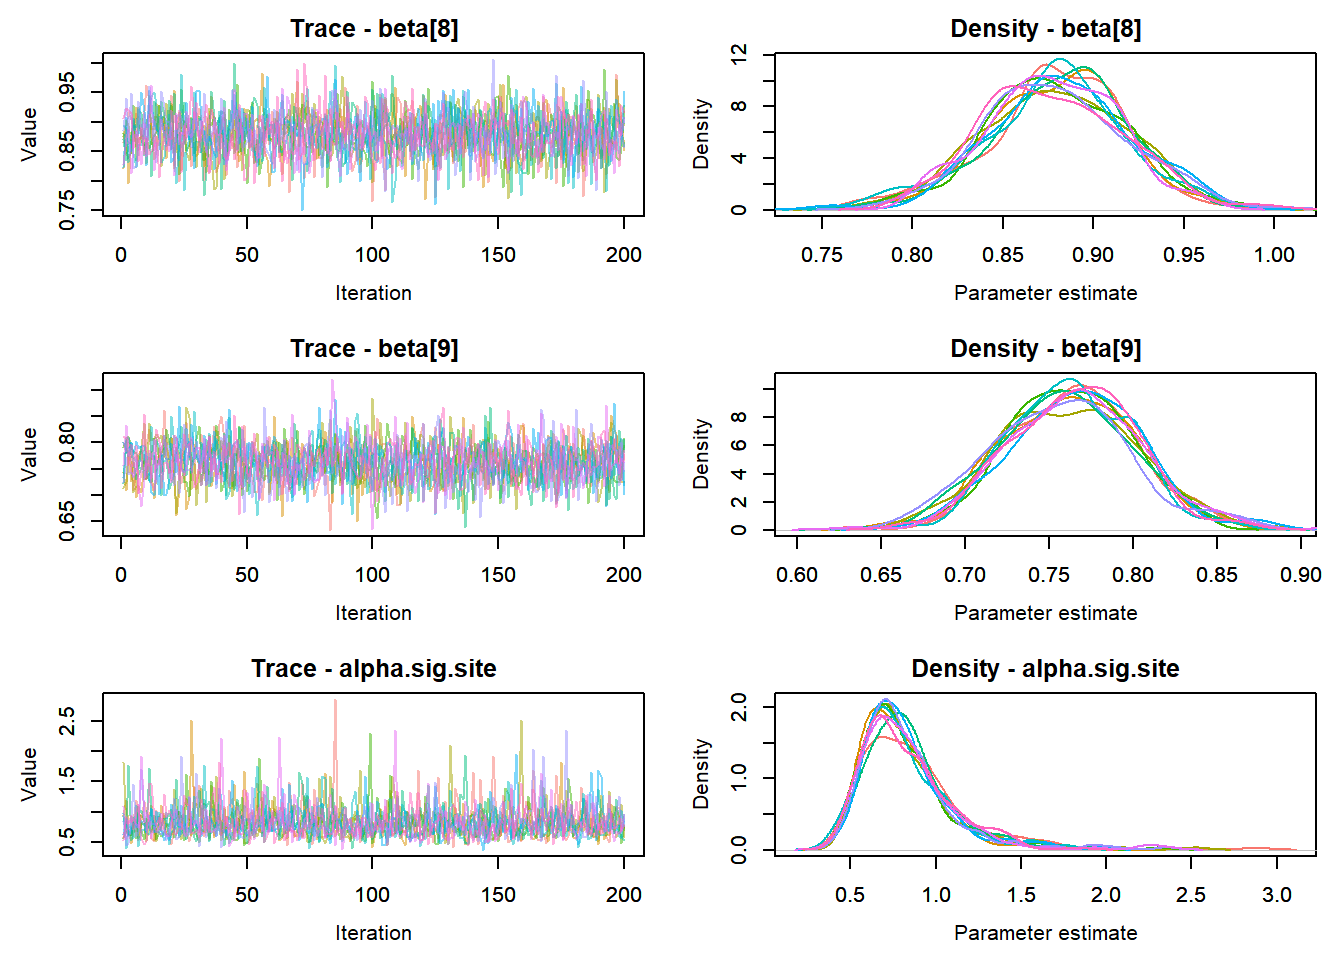 Trace - beta[8]
Value
0.75 0.85 0.95
0 50 100 150 200
Iteration
Density - beta[8]
Density
0 4 8 12
0.75 0.80 0.85 0.90 0.95 1.00
Parameter estimate
Trace - beta[9]
Value
0.65 0.80
0 50 100 150 200
Iteration
Density - beta[9]
Density
0 2 4 6 8
0.60 0.65 0.70 0.75 0.80 0.85 0.90
Parameter estimate
Trace - alpha.sig.site
Value
0.5 1.5 2.5
0 50 100 150 200
Iteration
Density - alpha.sig.site
Density
0.0 1.0 2.0
0.5 1.0 1.5 2.0 2.5 3.0
Parameter estimate